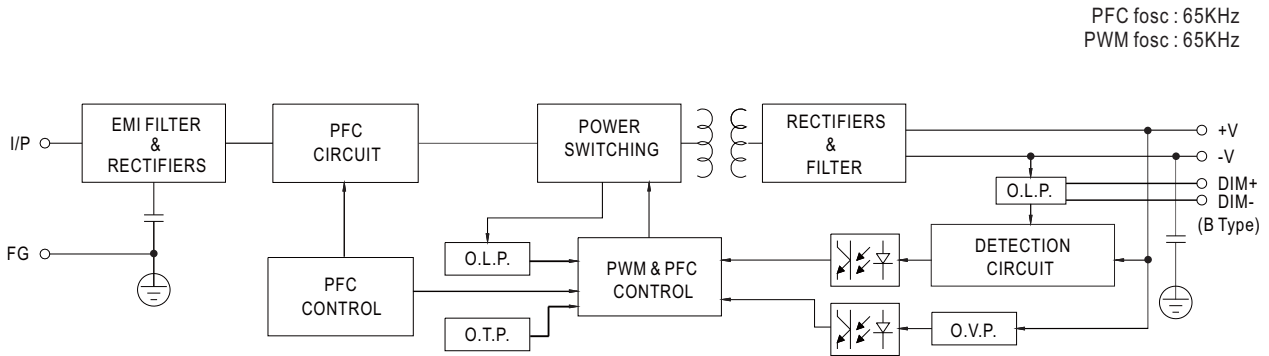 PFC fosc : 65KHz
PWM fosc : 65KHz
I/P
EMI FILTER
&
RECTIFIERS
PFC
CIRCUIT
POWER
SWITCHING
RECTIFIERS
&
FILTER
+V
-V
O.L.P.
DIM+
DIM-
(B Type)
FG
PFC
CONTROL
O.L.P.
O.T.P.
PWM & PFC
CONTROL
DETECTION
CIRCUIT
O.V.P.